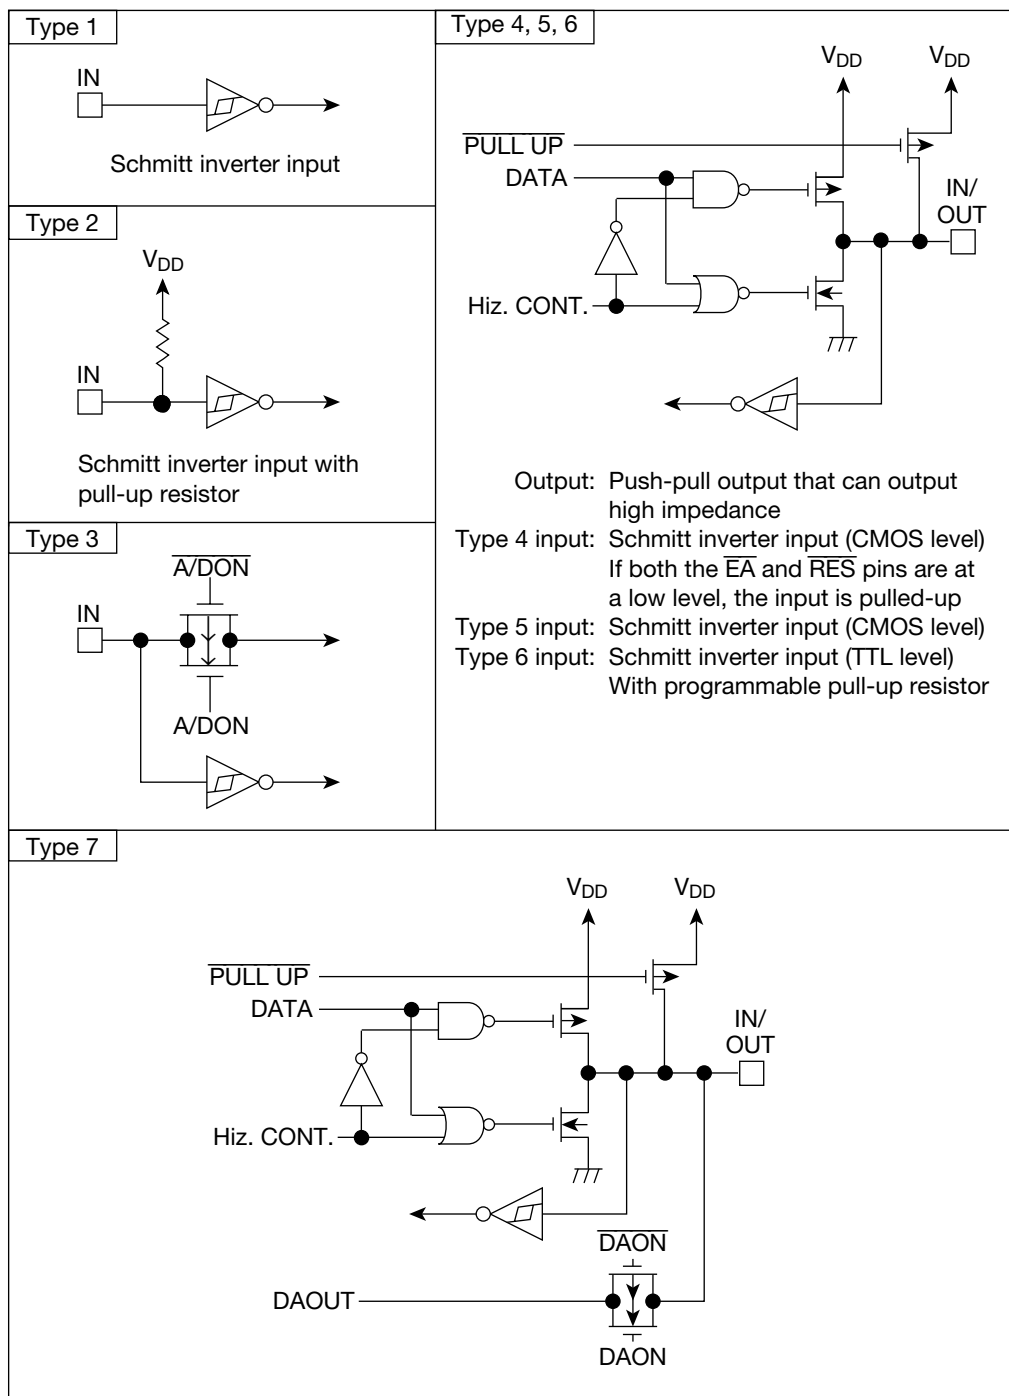 Type 1
IN
Schmitt inverter input
Type 2
VDD
IN
Schmitt inverter input with
pull-up resistor
Type 3
A/DON
IN
A/DON
Type 4, 5, 6
VDD VDD
PULL UP
DATA
IN/
OUT
Hiz. CONT.
Output: Push-pull output that can output
high impedance
Type 4 input: Schmitt inverter input (CMOS level)
If both the EA and RES pins are at
a low level, the input is pulled-up
Type 5 input: Schmitt inverter input (CMOS level)
Type 6 input: Schmitt inverter input (TTL level)
With programmable pull-up resistor
Type 7
VDD VDD
PULL UP
DATA
IN/
OUT
Hiz. CONT.
DAON
DAOUT
DAON